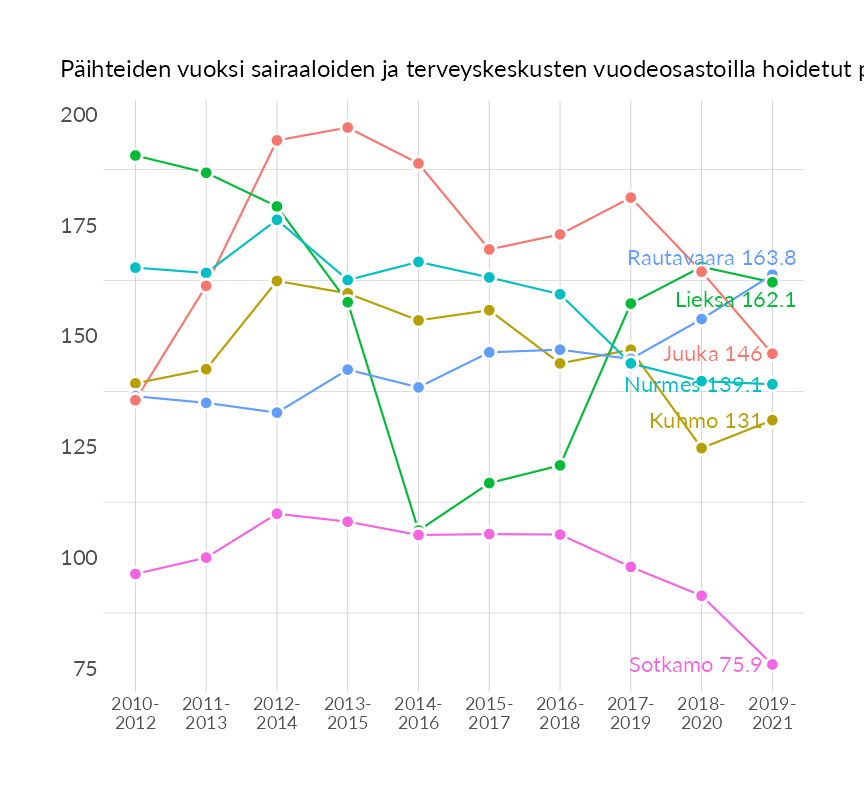 Päihteiden vuoksi sairaaloiden ja terveyskeskusten vuodeosastoilla hoidetut
200
175
150
125
100
75
Rautavaara 163.8
Lieksa 162.1
Juuka 146
Nurmes 139.1
Kuhmo 131
Sotkamo 75.9
2010- 2011- 2012- 2013- 2014- 2015- 2016- 2017- 2018- 2019-
2012 2013 2014 2015 2016 2017 2018 2019 2020 2021